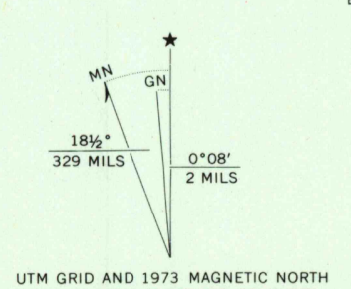 ★
MN
GN
18½°
329 MILS
0°08′
2 MILS
UTM GRID AND 1973 MAGNETIC NORTH